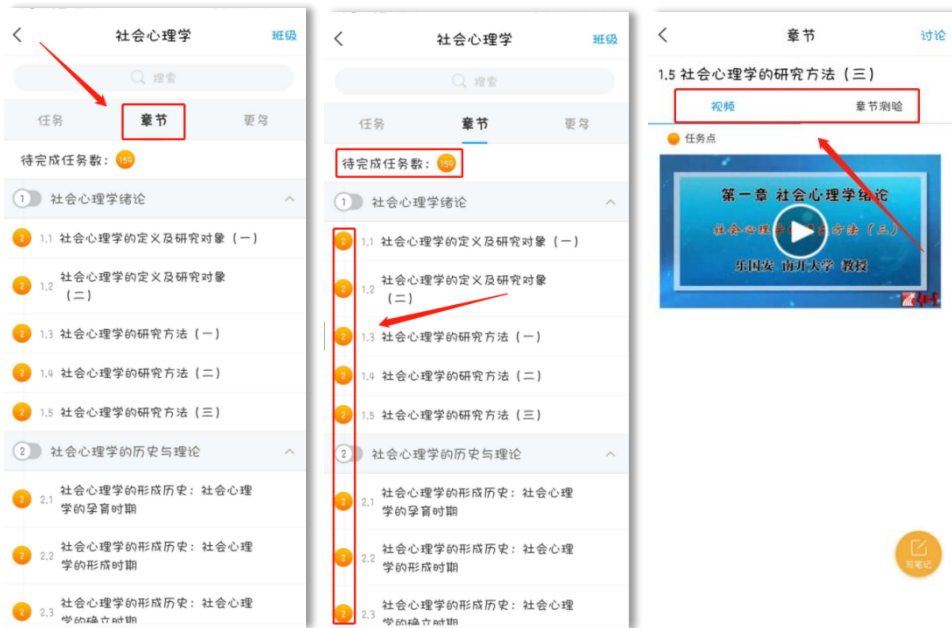 社会心理学
班级
搜索
任务
章节
更多
待完成任务数：
159
1
社会心理学绪论
2
1.1 社会心理学的定义及研究对象（一）
2
1.2 社会心理学的定义及研究对象
（二）
2
1.3 社会心理学的研究方法（一）
2
1.4 社会心理学的研究方法（二）
2
1.5 社会心理学的研究方法（三）
2
社会心理学的历史与理论
2
2.1 社会心理学的形成历史：社会心理
学的孕育时期
2
2.2 社会心理学的形成历史：社会心理
学的形成时期
2
2.3 社会心理学的形成历史：社会心理
学的确立时期
社会心理学
班级
搜索
任务
章节
更多
待完成任务数：
159
1
社会心理学绪论
2
1.1 社会心理学的定义及研究对象（一）
2
1.2 社会心理学的定义及研究对象
（二）
2
1.3 社会心理学的研究方法（一）
2
1.4 社会心理学的研究方法（二）
2
1.5 社会心理学的研究方法（三）
2
社会心理学的历史与理论
2
2.1 社会心理学的形成历史：社会心理
学的孕育时期
2
2.2 社会心理学的形成历史：社会心理
学的形成时期
2
2.3 社会心理学的形成历史：社会心理
学的确立时期
章节
讨论
1.5 社会心理学的研究方法（三）
视频
章节测验
任务点
第一章 社会心理学绪论
社会心理 方法（三）
乐国安 南开大学 教授
写笔记